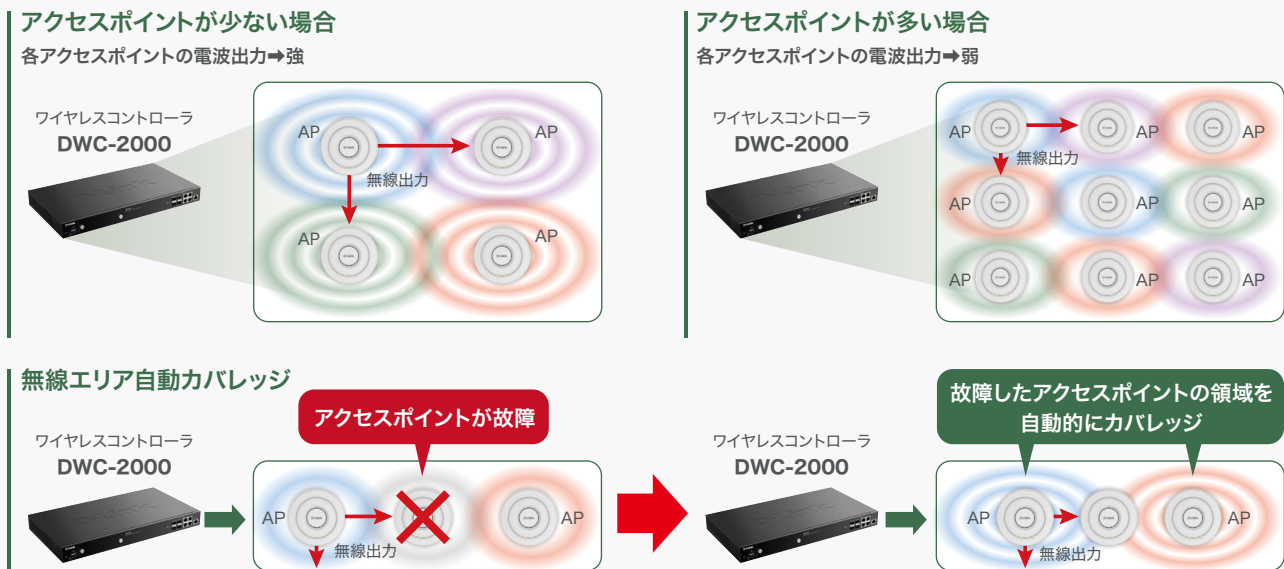 アクセスポイントが少ない場合
各アクセスポイントの電波出力➡強
ワイヤレスコントローラ
DWC-2000
AP
AP
無線出力
AP
AP
アクセスポイントが多い場合
各アクセスポイントの電波出力➡弱
ワイヤレスコントローラ
DWC-2000
AP
AP
AP
無線出力
AP
AP
AP
AP
AP
AP
無線エリア自動カバレッジ
アクセスポイントが故障
ワイヤレスコントローラ
DWC-2000
AP
AP
無線出力
故障したアクセスポイントの領域を
自動的にカバレッジ
ワイヤレスコントローラ
DWC-2000
AP
AP
無線出力